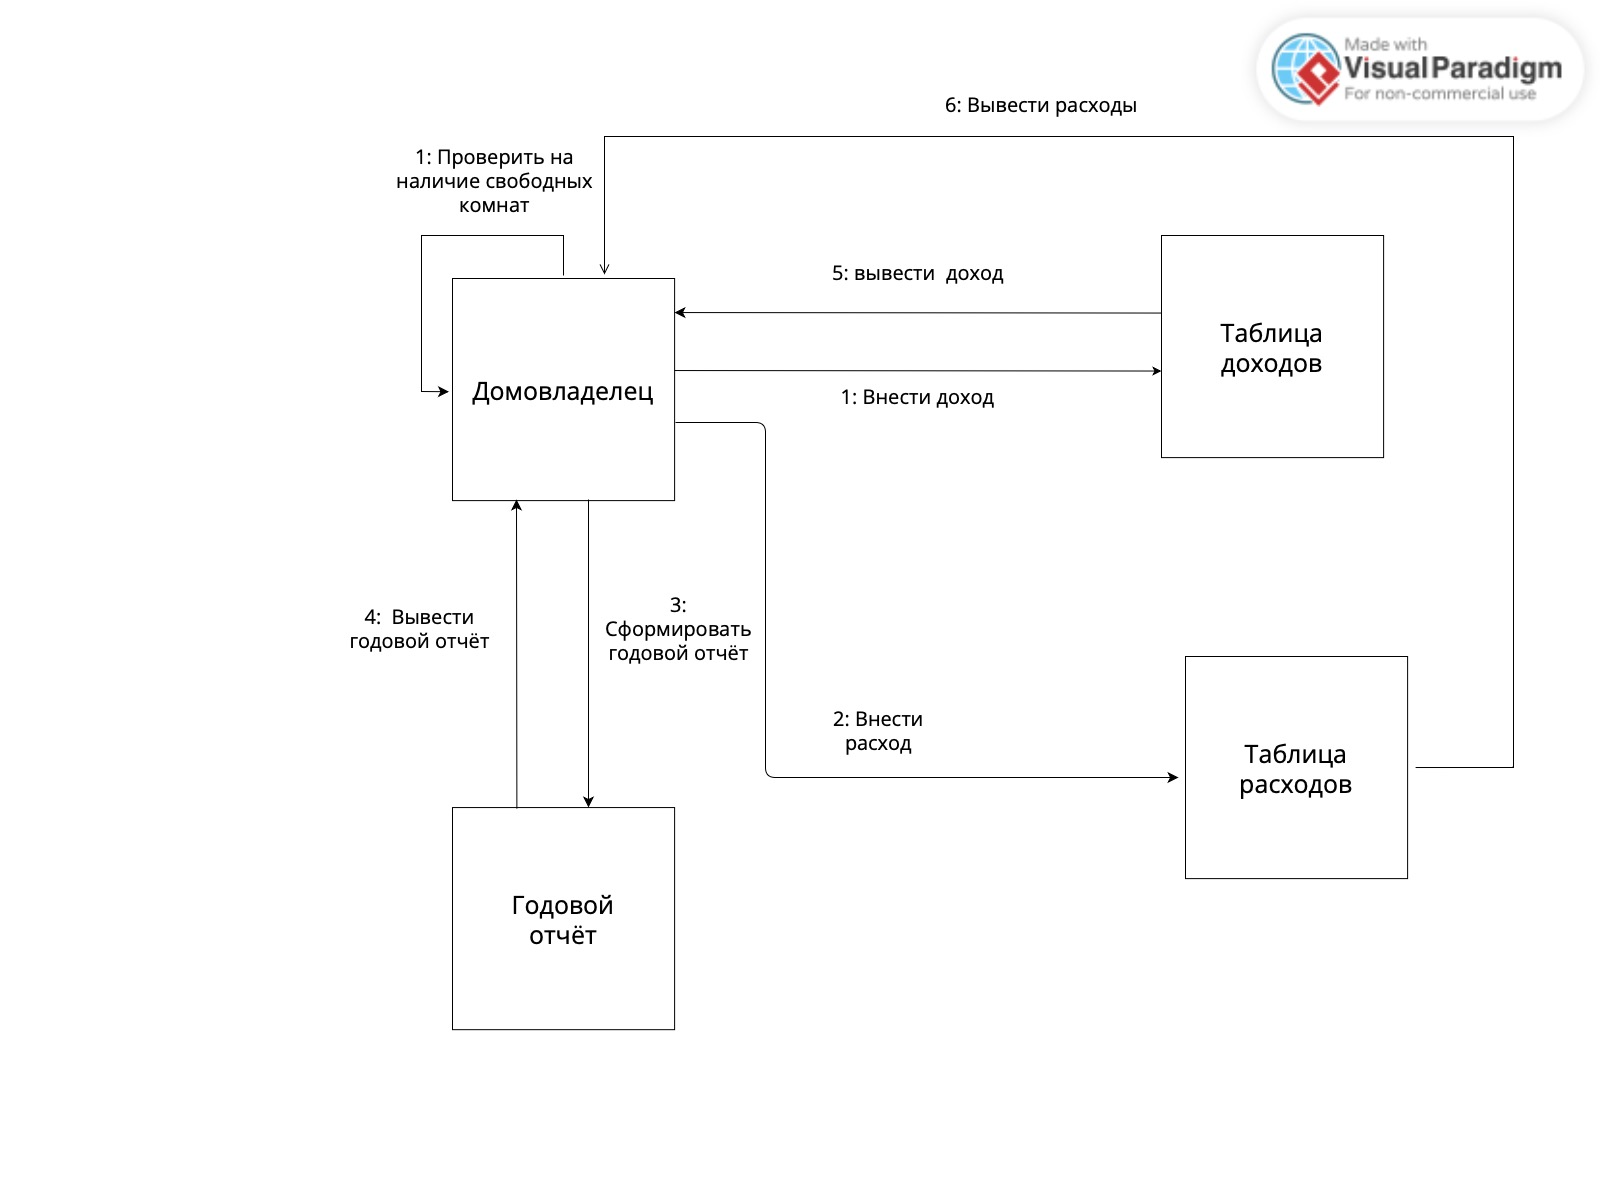 Made with
Visual Paradigm
For non-commercial use
6: Вывести расходы
1: Проверить на
наличие свободных
комнат
5: вывести  доход
Таблица
доходов
Домовладелец
1: Внести доход
4:  Вывести
годовой отчёт
3:
Сформировать
годовой отчёт
2: Внести
расход
Таблица
расходов
Годовой
отчёт